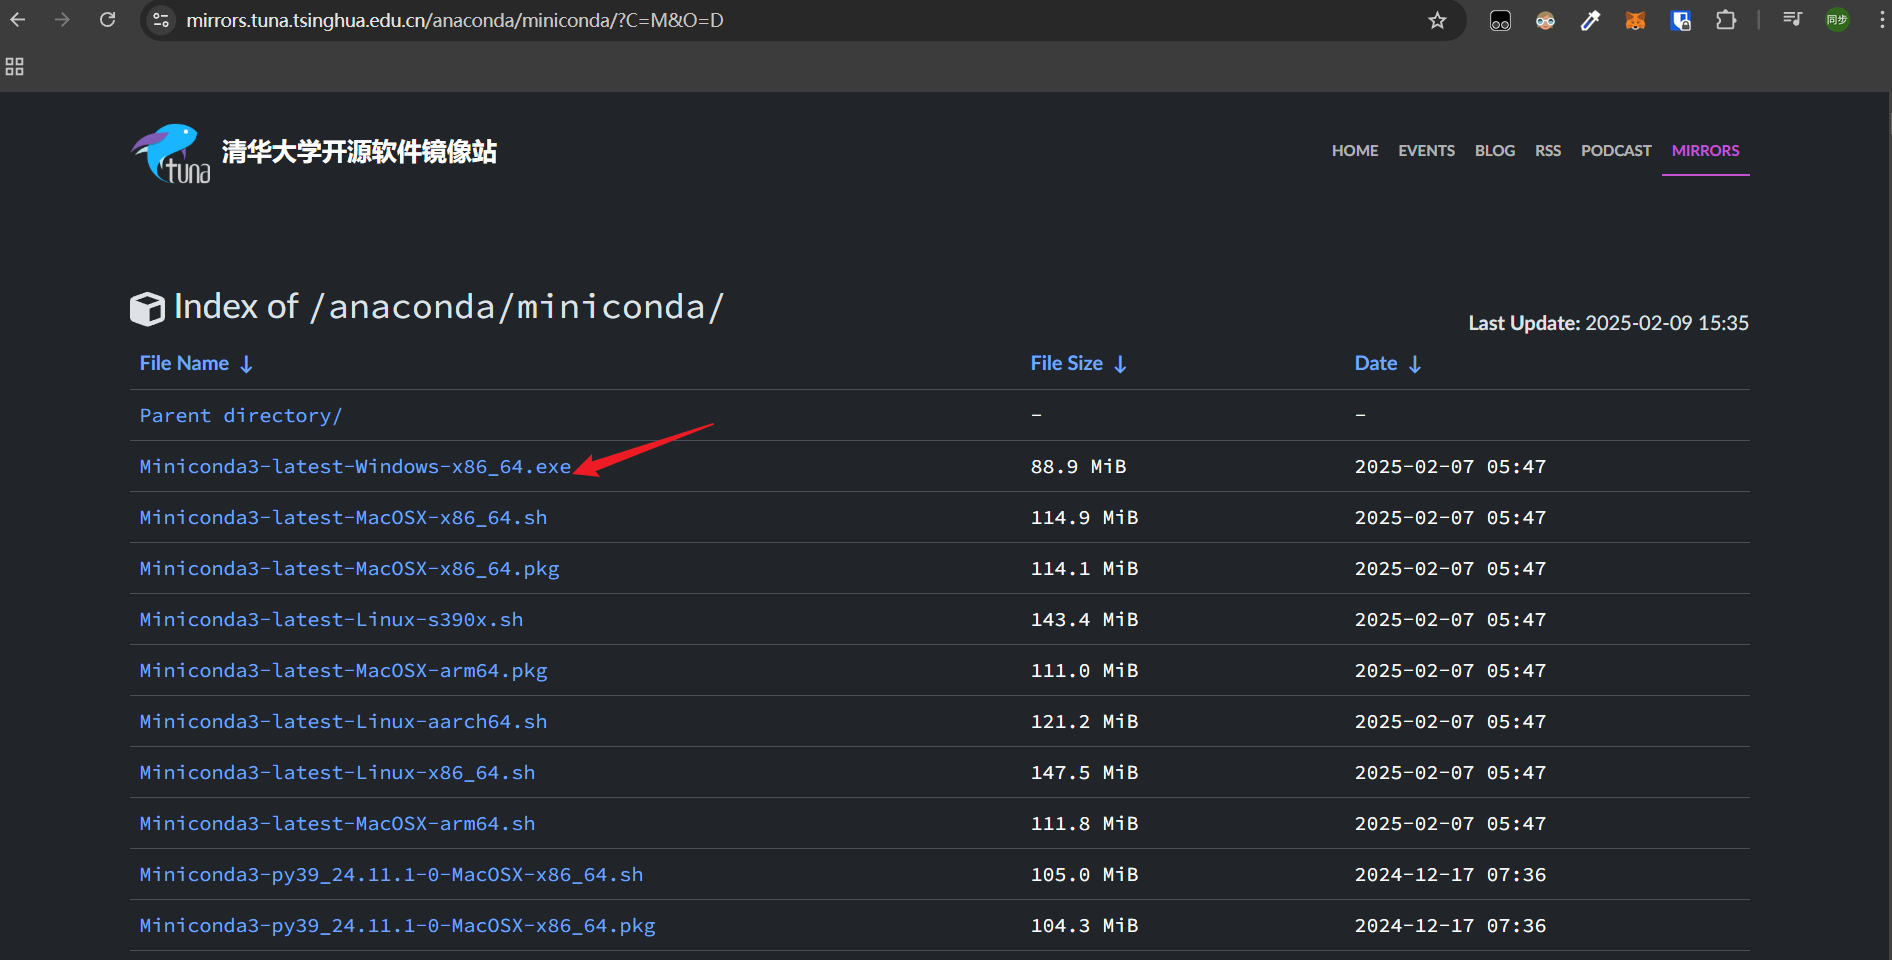 mirrors.tuna.tsinghua.edu.cn/anaconda/miniconda/?C=M&O=D
同步
tuna 清华大学开源软件镜像站
HOME EVENTS BLOG RSS PODCAST MIRRORS
Index of /anaconda/miniconda/
Last Update: 2025-02-09 15:35
File Name ↓ File Size ↓ Date ↓
Parent directory/ - -
Miniconda3-latest-Windows-x86_64.exe 88.9 MiB 2025-02-07 05:47
Miniconda3-latest-MacOSX-x86_64.sh 114.9 MiB 2025-02-07 05:47
Miniconda3-latest-MacOSX-x86_64.pkg 114.1 MiB 2025-02-07 05:47
Miniconda3-latest-Linux-s390x.sh 143.4 MiB 2025-02-07 05:47
Miniconda3-latest-MacOSX-arm64.pkg 111.0 MiB 2025-02-07 05:47
Miniconda3-latest-Linux-aarch64.sh 121.2 MiB 2025-02-07 05:47
Miniconda3-latest-Linux-x86_64.sh 147.5 MiB 2025-02-07 05:47
Miniconda3-latest-MacOSX-arm64.sh 111.8 MiB 2025-02-07 05:47
Miniconda3-py39_24.11.1-0-MacOSX-x86_64.sh 105.0 MiB 2024-12-17 07:36
Miniconda3-py39_24.11.1-0-MacOSX-x86_64.pkg 104.3 MiB 2024-12-17 07:36